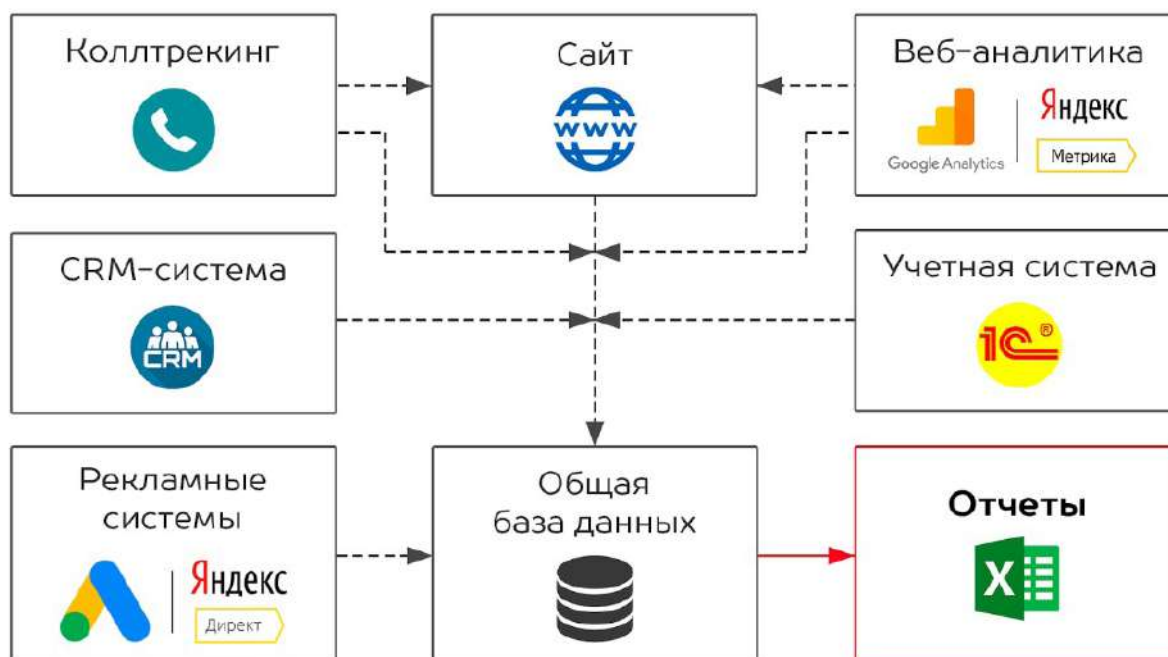 Коллтрекинг
Сайт
www
Веб-аналитика
Google Analytics
Яндекс
Метрика
CRM-система
CRM
Учетная система
1С®
Рекламные
системы
Яндекс
Директ
Общая
база данных
Отчеты
X